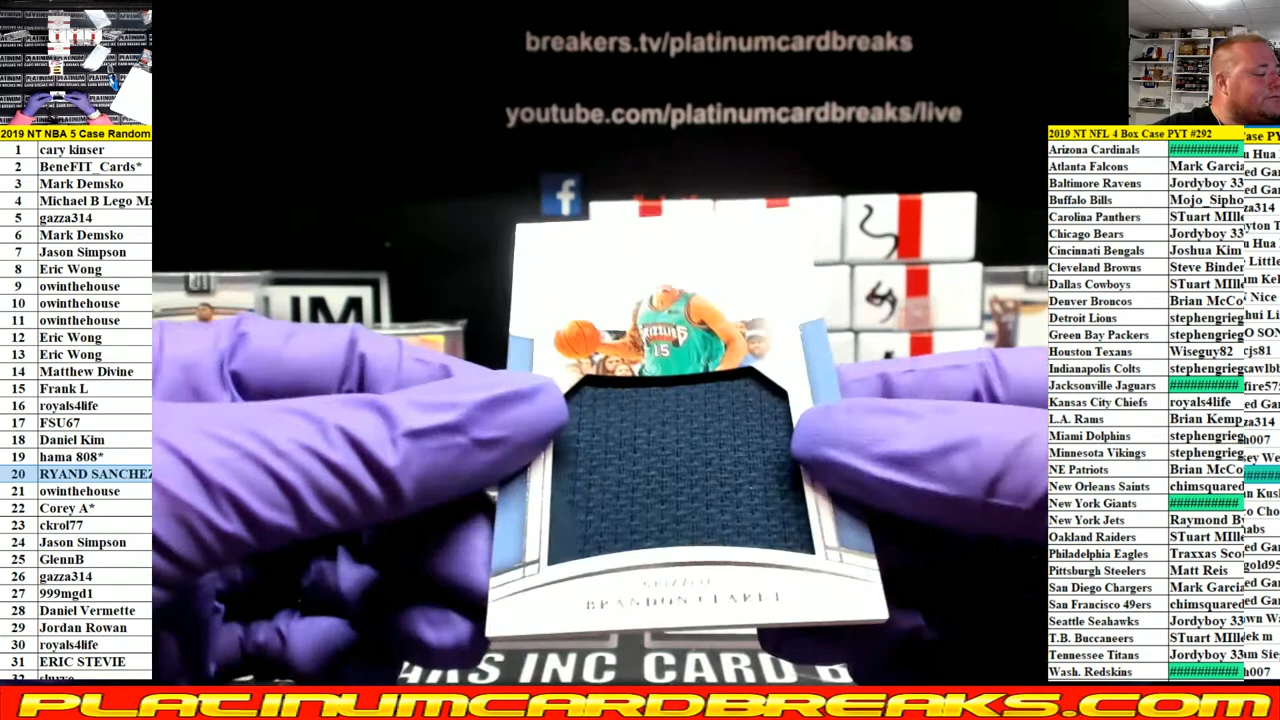 breakers.tv/platinumcardbreaks
youtube.com/platinumcardbreaks/live
2019 NT NBA 5 Case Random
1 cary kinser
2 BeneFIT_Cards*
3 Mark Demsko
4 Michael B Lego Ma
5 gazza314
6 Mark Demsko
7 Jason Simpson
8 Eric Wong
9 owinthehouse
10 owinthehouse
11 owinthehouse
12 Eric Wong
13 Eric Wong
14 Matthew Divine
15 Frank L
16 royals4life
17 FSU67
18 Daniel Kim
19 hama 808*
20 RYAND SANCHEZ
21 owinthehouse
22 Corey A*
23 ckrol77
24 Jason Simpson
25 GlennB
26 gazza314
27 999mgd1
28 Daniel Vermette
29 Jordan Rowan
30 royals4life
31 ERIC STEVIE
f
GRIZZLIES
15
BRANDON CLARKE
INC CARD B
2019 NT NFL 4 Box Case PYT #292
Arizona Cardinals ##########
Atlanta Falcons Mark Garcia
Baltimore Ravens Jordyboy 33
Buffalo Bills Mojo_Sipho
Carolina Panthers STuart MIlle
Chicago Bears Jordyboy 33
Cincinnati Bengals Joshua Kim
Cleveland Browns Steve Binder
Dallas Cowboys STuart MIlle
Denver Broncos Brian McCo
Detroit Lions stephengrieg
Green Bay Packers stephengrieg
Houston Texans Wiseguy82
Indianapolis Colts stephengrieg
Jacksonville Jaguars ##########
Kansas City Chiefs royals4life
L.A. Rams Brian Kemp
Miami Dolphins stephengrieg
Minnesota Vikings stephengrieg
NE Patriots Brian McCo
New Orleans Saints chimsquared
New York Giants ##########
New York Jets Raymond By
Oakland Raiders STuart MIlle
Philadelphia Eagles Traxxas Sco
Pittsburgh Steelers Matt Reis
San Diego Chargers Mark Garcia
San Francisco 49ers chimsquared
Seattle Seahawks Jordyboy 33
T.B. Buccaneers STuart MIlle
Tennessee Titans Jordyboy 33
Wash. Redskins ##########
PLATINUMCARDBREAKS.COM